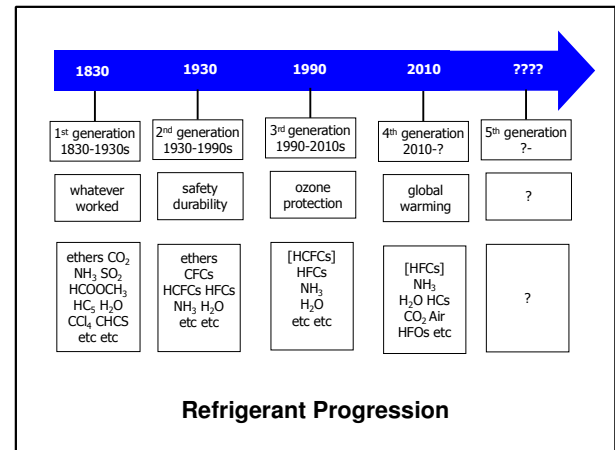 1830 1930 1990 2010 ????
1st generation
1830-1930s
2nd generation
1930-1990s
3rd generation
1990-2010s
4th generation
2010-?
5th generation
?-
whatever
worked
safety
durability
ozone
protection
global
warming
?
ethers CO₂
NH₃ SO₂
HCOOCH₃
HC₅ H₂O
CCl₄ CHCS
etc etc
ethers
CFCs
HCFCs HFCs
NH₃ H₂O
etc etc
[HCFCs]
HFCs
NH₃
H₂O
etc etc
[HFCs]
NH₃
H₂O HCs
CO₂ Air
HFOs etc
?
Refrigerant Progression